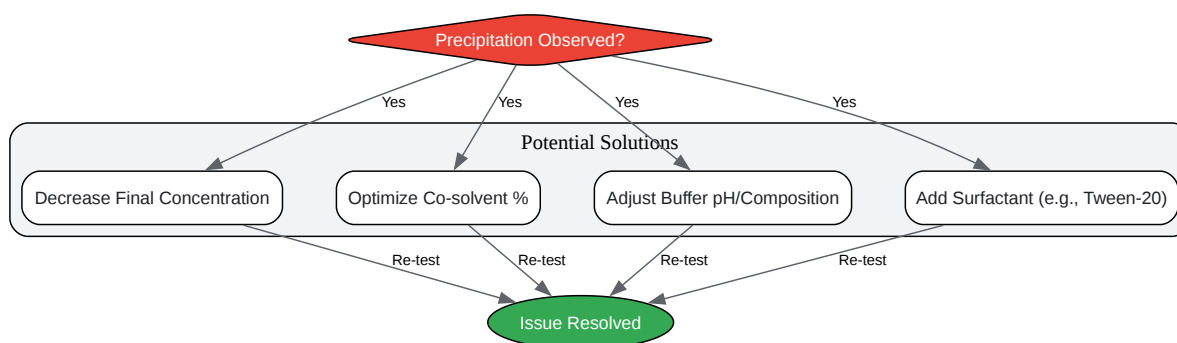 Precipitation Observed?
Yes
Yes
Yes
Yes
Potential Solutions
Decrease Final Concentration
Optimize Co-solvent %
Adjust Buffer pH/Composition
Add Surfactant (e.g., Tween-20)
Re-test
Re-test
Re-test
Re-test
Issue Resolved